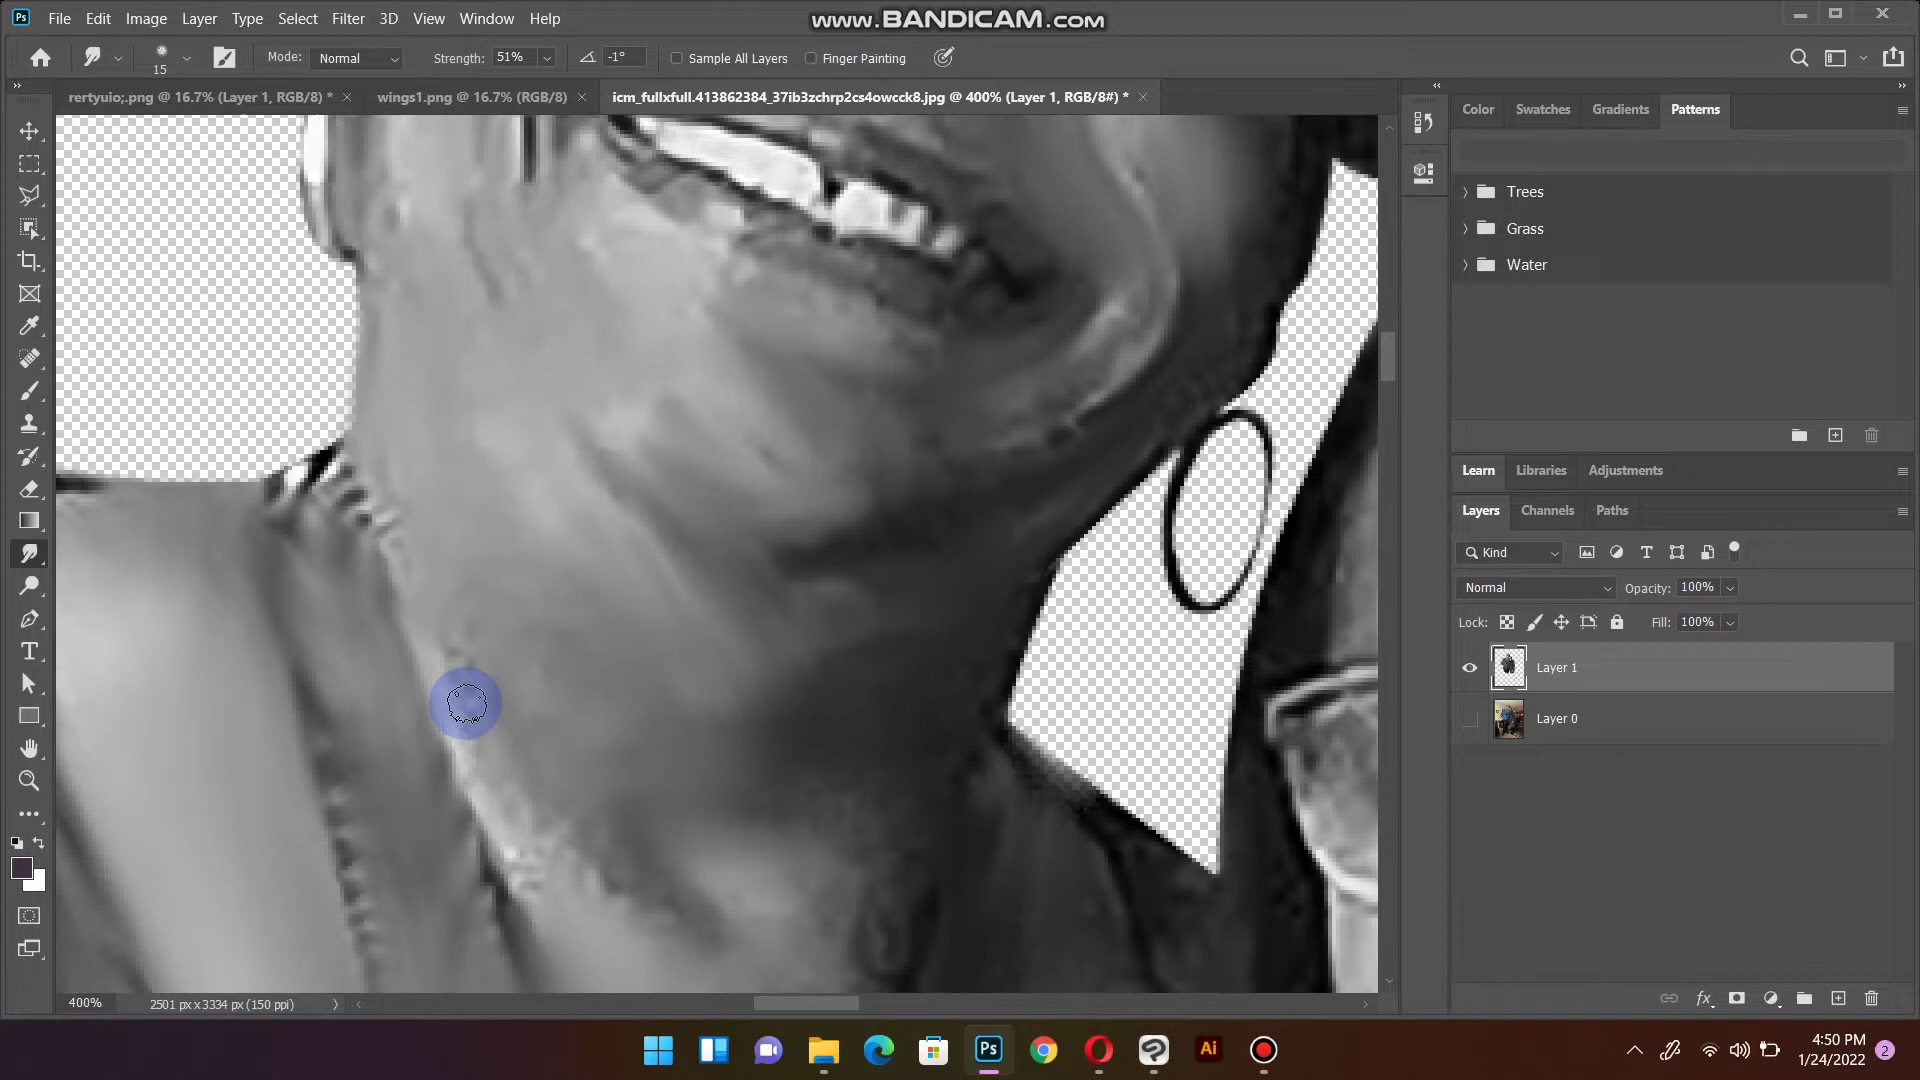 File Edit Image Layer Type Select Filter 3D View Window Help
www.BANDICAM.com
15
Mode: Normal
Strength: 51%
-1°
Sample All Layers
Finger Painting
rertyuio;.png @ 16.7% (Layer 1, RGB/8) *
wings1.png @ 16.7% (RGB/8)
icm_fullxfull.413862384_37ib3zchrp2cs4owcck8.jpg @ 400% (Layer 1, RGB/8#) *
Color Swatches Gradients Patterns
Trees
Grass
Water
Learn Libraries Adjustments
Layers Channels Paths
Kind
Normal
Opacity: 100%
Lock:
Fill: 100%
Layer 1
Layer 0
400%
2501 px x 3334 px (150 ppi)
Ps
Ai
4:50 PM
1/24/2022
2